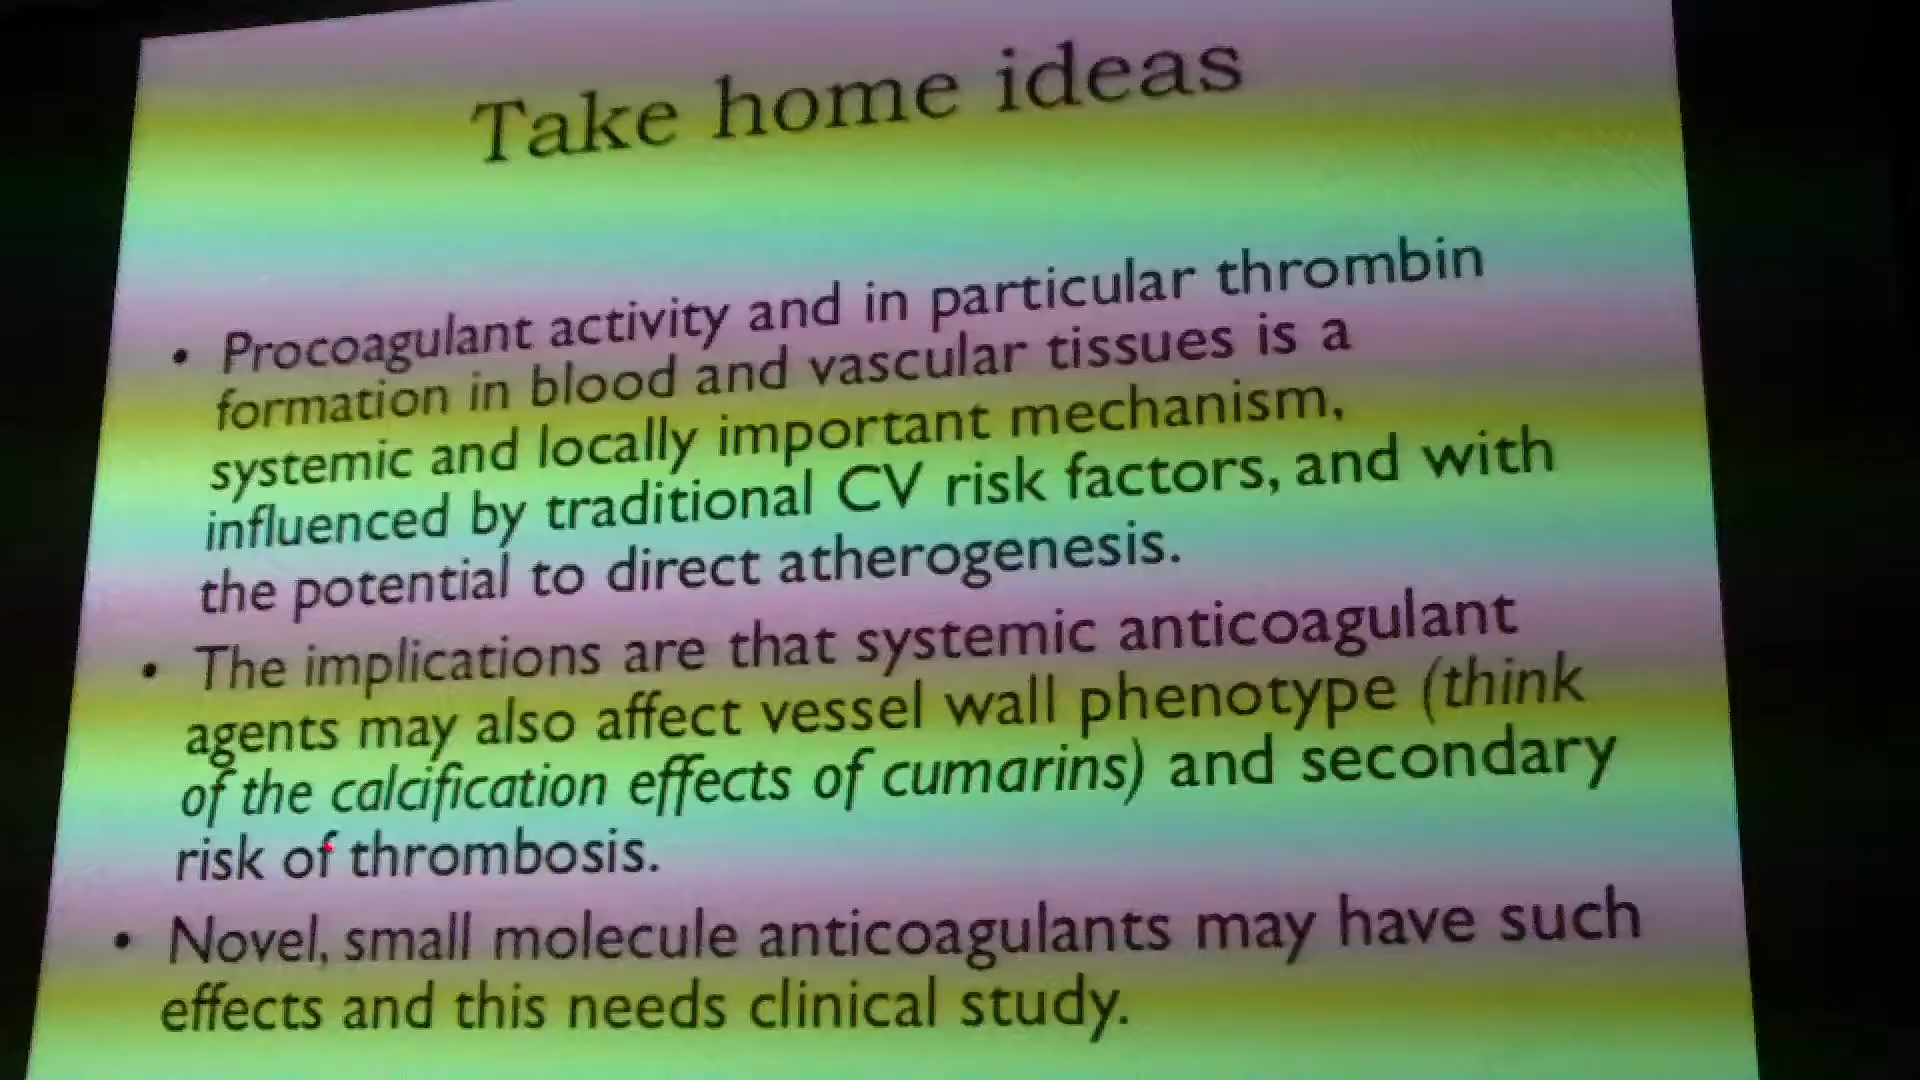 Take home ideas
• Procoagulant activity and in particular thrombin
formation in blood and vascular tissues is a
systemic and locally important mechanism,
influenced by traditional CV risk factors, and with
the potential to direct atherogenesis.
• The implications are that systemic anticoagulant
agents may also affect vessel wall phenotype (think
of the calcification effects of cumarins) and secondary
risk of thrombosis.
• Novel, small molecule anticoagulants may have such
effects and this needs clinical study.